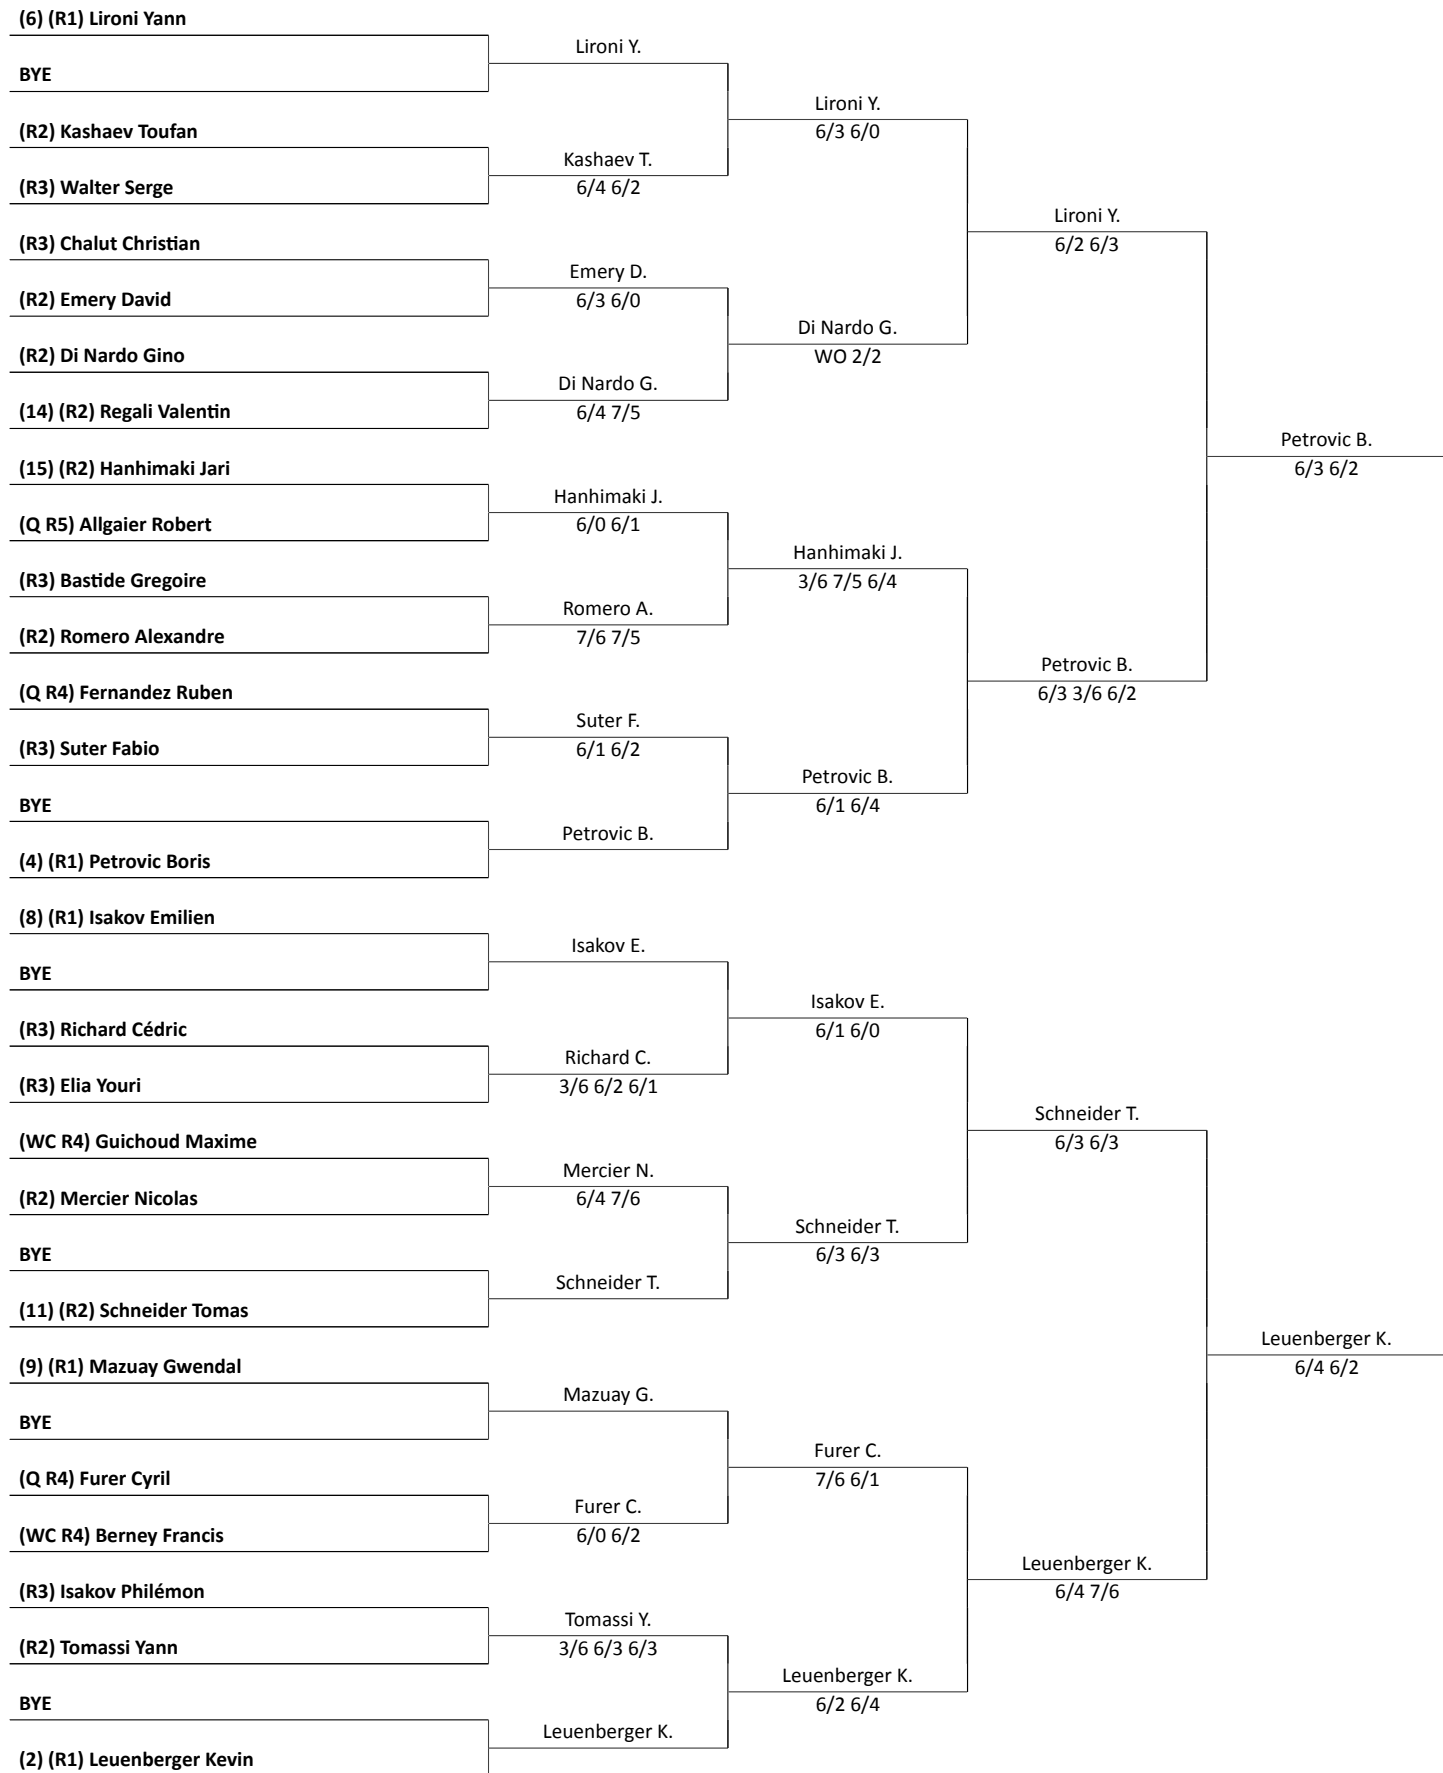 (6) (R1) Lironi Yann
Lironi Y.
BYE
Lironi Y.
6/3 6/0
(R2) Kashaev Toufan
Kashaev T.
6/4 6/2
(R3) Walter Serge
Lironi Y.
6/2 6/3
(R3) Chalut Christian
Emery D.
6/3 6/0
(R2) Emery David
Di Nardo G.
WO 2/2
(R2) Di Nardo Gino
Di Nardo G.
6/4 7/5
(14) (R2) Regali Valentin
Petrovic B.
6/3 6/2
(15) (R2) Hanhimaki Jari
Hanhimaki J.
6/0 6/1
(Q R5) Allgaier Robert
Hanhimaki J.
3/6 7/5 6/4
(R3) Bastide Gregoire
Romero A.
7/6 7/5
(R2) Romero Alexandre
Petrovic B.
6/3 3/6 6/2
(Q R4) Fernandez Ruben
Suter F.
6/1 6/2
(R3) Suter Fabio
Petrovic B.
6/1 6/4
BYE
Petrovic B.
(4) (R1) Petrovic Boris
(8) (R1) Isakov Emilien
Isakov E.
BYE
Isakov E.
6/1 6/0
(R3) Richard Cédric
Richard C.
3/6 6/2 6/1
(R3) Elia Youri
Schneider T.
6/3 6/3
(WC R4) Guichoud Maxime
Mercier N.
6/4 7/6
(R2) Mercier Nicolas
Schneider T.
6/3 6/3
BYE
Schneider T.
(11) (R2) Schneider Tomas
Leuenberger K.
6/4 6/2
(9) (R1) Mazuay Gwendal
Mazuay G.
BYE
Furer C.
7/6 6/1
(Q R4) Furer Cyril
Furer C.
6/0 6/2
(WC R4) Berney Francis
Leuenberger K.
6/4 7/6
(R3) Isakov Philémon
Tomassi Y.
3/6 6/3 6/3
(R2) Tomassi Yann
Leuenberger K.
6/2 6/4
BYE
Leuenberger K.
(2) (R1) Leuenberger Kevin